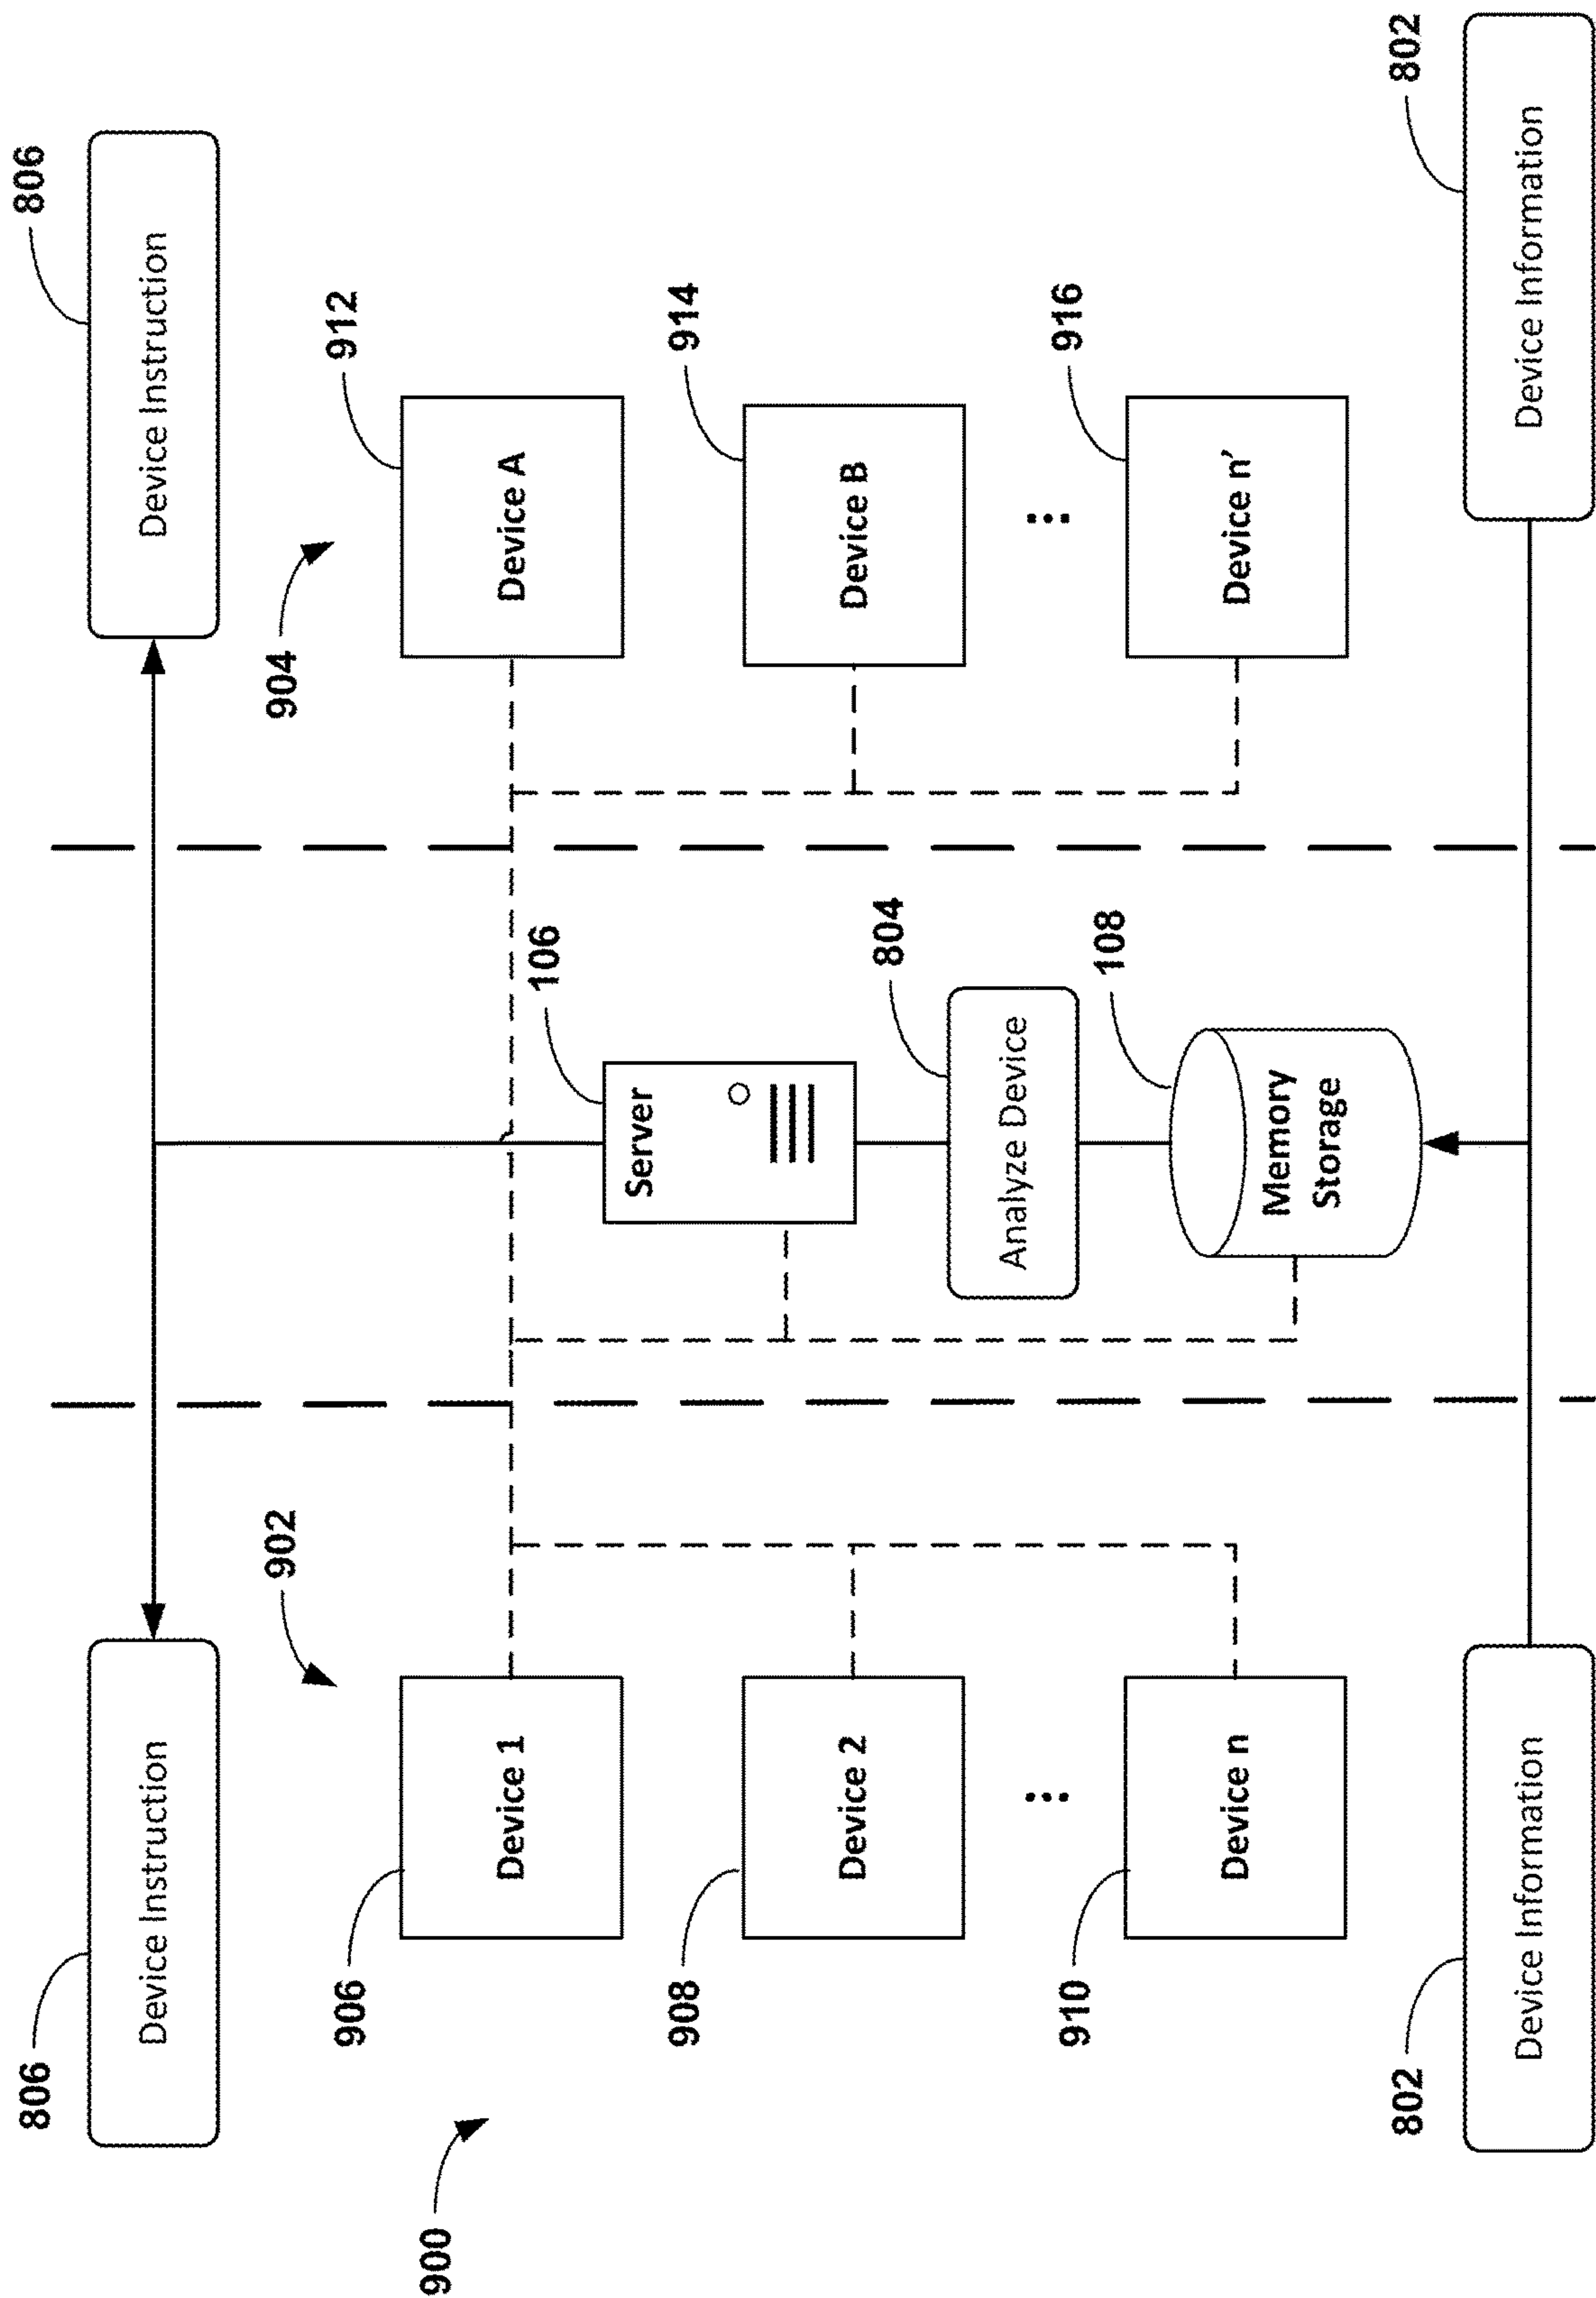 806
806
Device Instruction
Device Instruction
902
904
906
912
900
Device 1
Device A
106
Server
908
914
Device 2
Device B
804
Analyze Device
910
916
108
Device n
Device n’
Memory
Storage
802
802
Device Information
Device Information